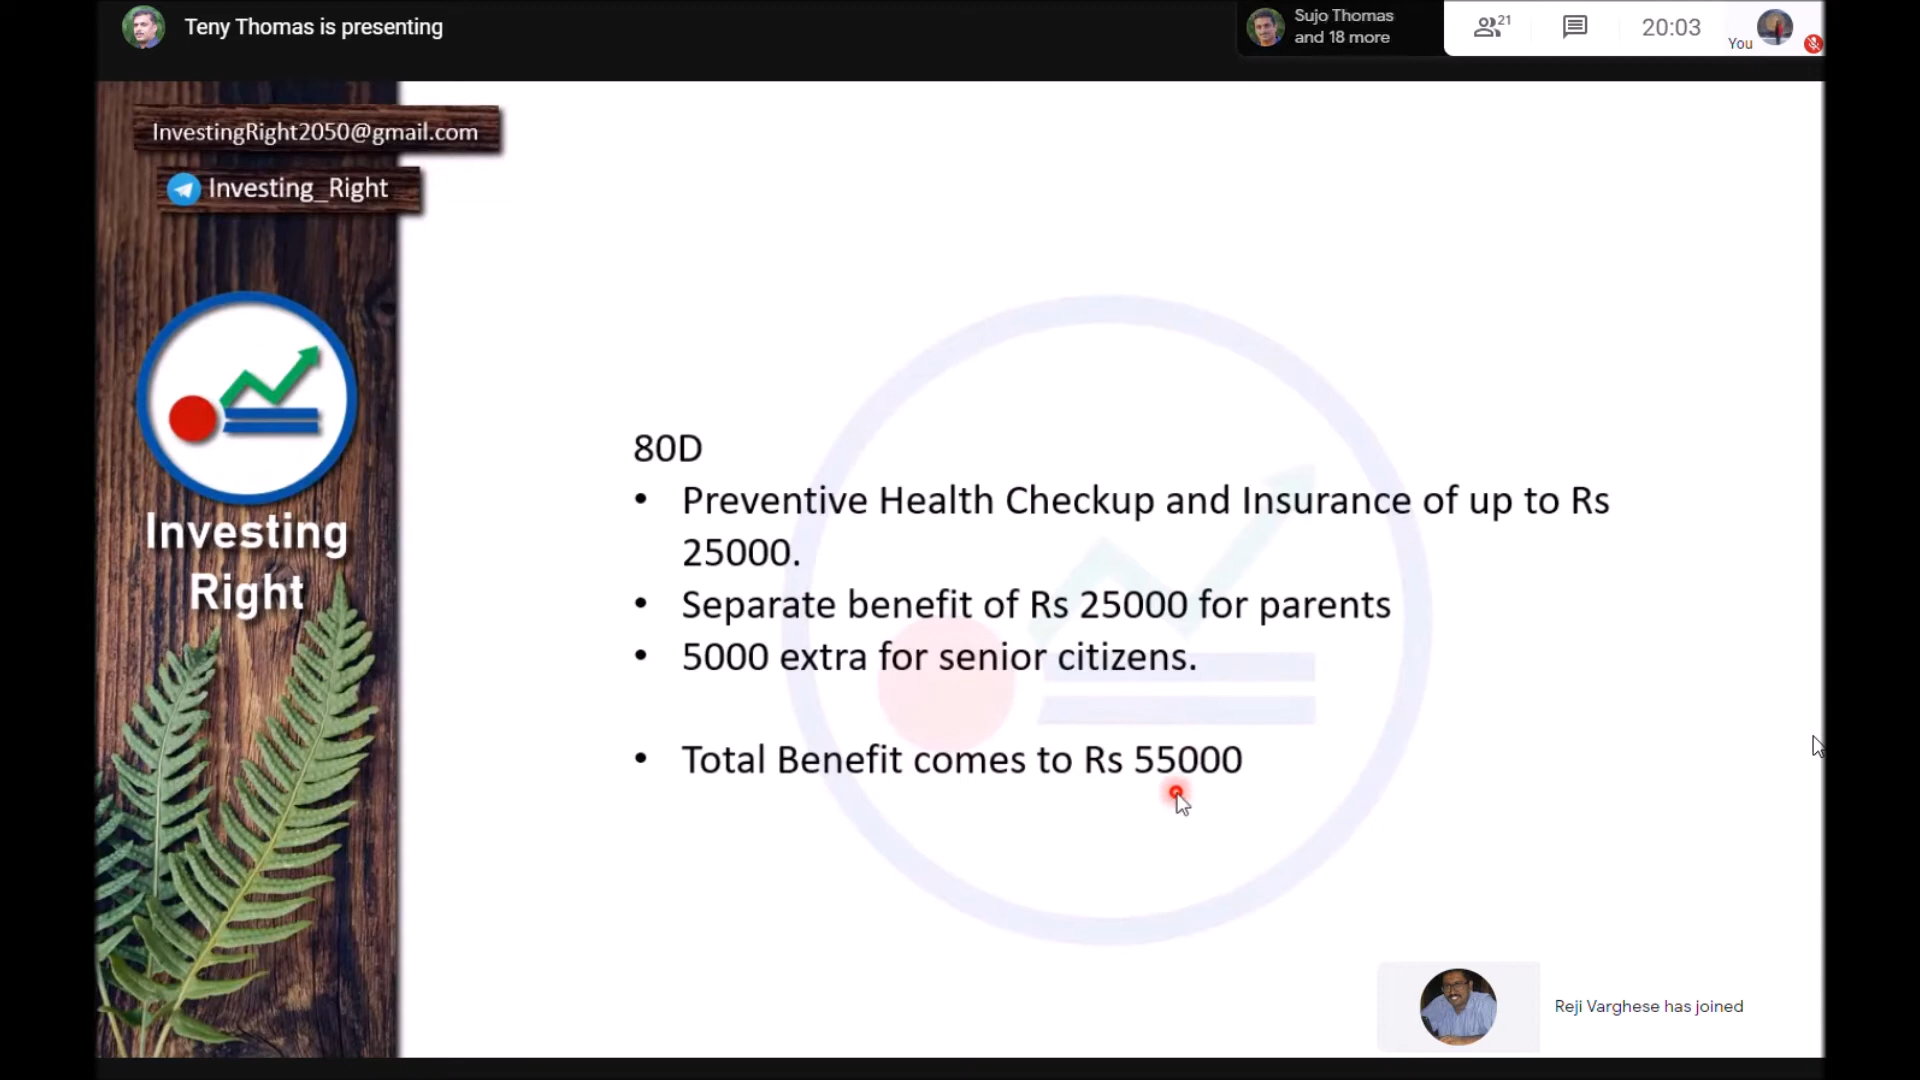 Teny Thomas is presenting
Sujo Thomas
and 18 more
21
20:03
You
InvestingRight2050@gmail.com
Investing_Right
Investing
Right
80D
• Preventive Health Checkup and Insurance of up to Rs
25000.
• Separate benefit of Rs 25000 for parents
• 5000 extra for senior citizens.
• Total Benefit comes to Rs 55000
Reji Varghese has joined